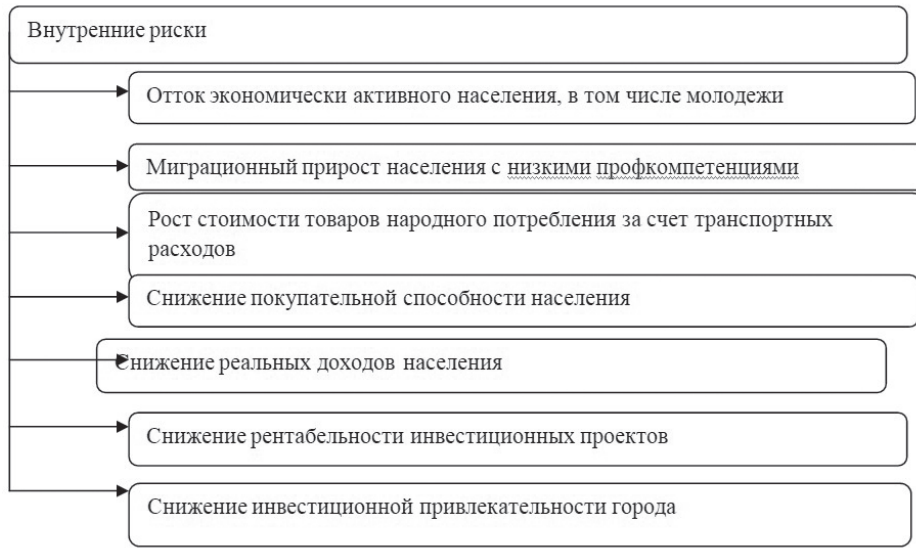 Внутренние риски
Отток экономически активного населения, в том числе молодежи
Миграционный прирост населения с низкими профкомпетенциями
Рост стоимости товаров народного потребления за счет транспортных
расходов
Снижение покупательной способности населения
Снижение реальных доходов населения
Снижение рентабельности инвестиционных проектов
Снижение инвестиционной привлекательности города